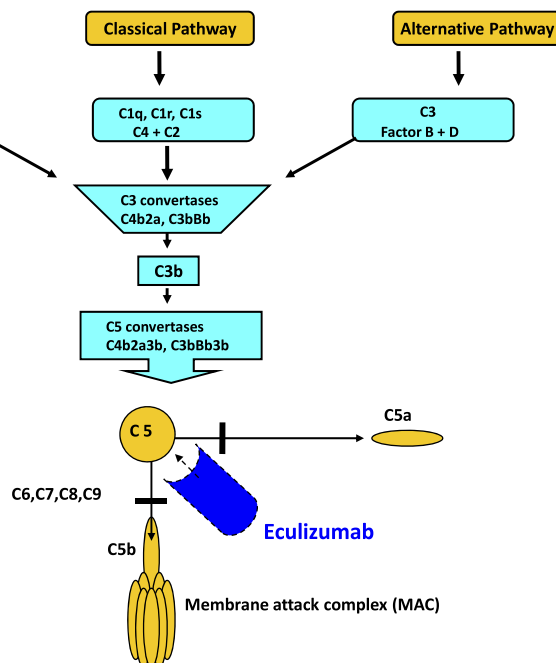 Classical Pathway
Alternative Pathway
C1q, C1r, C1s
C4 + C2
C3
Factor B + D
C3 convertases
C4b2a, C3bBb
C3b
C5 convertases
C4b2a3b, C3bBb3b
C 5
C5a
C6,C7,C8,C9
Eculizumab
C5b
Membrane attack complex (MAC)